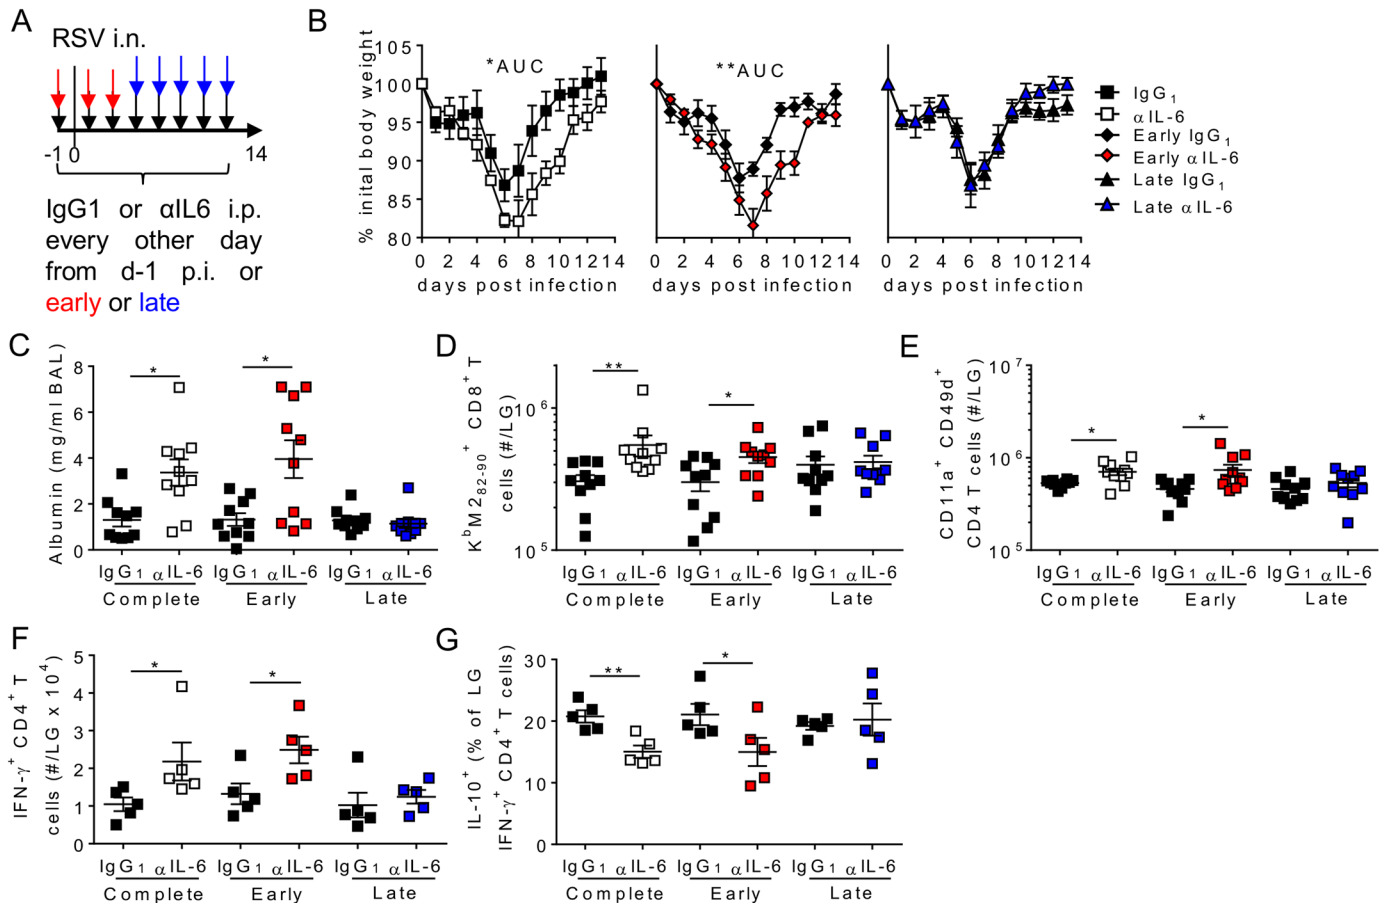 A
RSV i.n.
-1 0 14
IgG1 or αIL6 i.p.
every other day
from d-1 p.i. or
early or late
B
% inital body weight
105
100
95
90
85
80
*AUC
0 2 4 6 8 10 12 14
days post infection
**AUC
0 2 4 6 8 10 12 14
days post infection
0 2 4 6 8 10 12 14
days post infection
IgG1
αIL-6
Early IgG1
Early αIL-6
Late IgG1
Late αIL-6
C
Albumin (mg/ml BAL)
8
6
4
2
0
* *
IgG1 αIL-6 IgG1 αIL-6 IgG1 αIL-6
Complete Early Late
D
KbM282-90+ CD8+ T
cells (#/LG)
10^6
10^5
** *
IgG1 αIL-6 IgG1 αIL-6 IgG1 αIL-6
Complete Early Late
E
CD11a+ CD49d+
CD4 T cells (#/LG)
10^7
10^6
10^5
* *
IgG1 αIL-6 IgG1 αIL-6 IgG1 αIL-6
Complete Early Late
F
IFN-γ+ CD4+ T
cells (#/LG x 10^4)
5
4
3
2
1
0
* *
IgG1 αIL-6 IgG1 αIL-6 IgG1 αIL-6
Complete Early Late
G
IL-10+ (% of LG
IFN-γ+ CD4+ T cells)
30
20
10
0
** *
IgG1 αIL-6 IgG1 αIL-6 IgG1 αIL-6
Complete Early Late